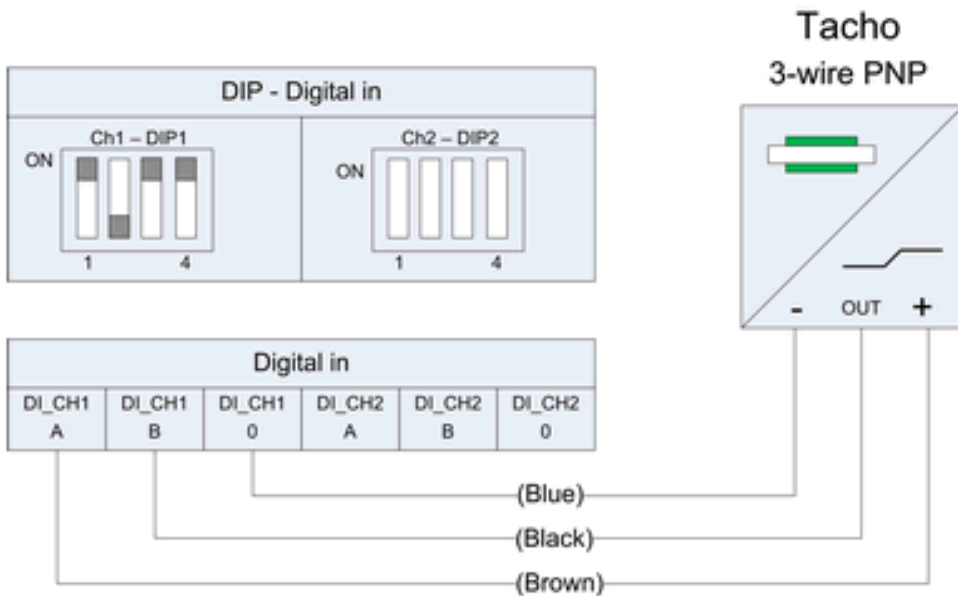 Tacho
3-wire PNP
DIP - Digital in
Ch1 – DIP1
Ch2 – DIP2
ON
ON
1 4
1 4
- OUT +
Digital in
DI_CH1 DI_CH1 DI_CH1 DI_CH2 DI_CH2 DI_CH2
A B 0 A B 0
(Blue)
(Black)
(Brown)